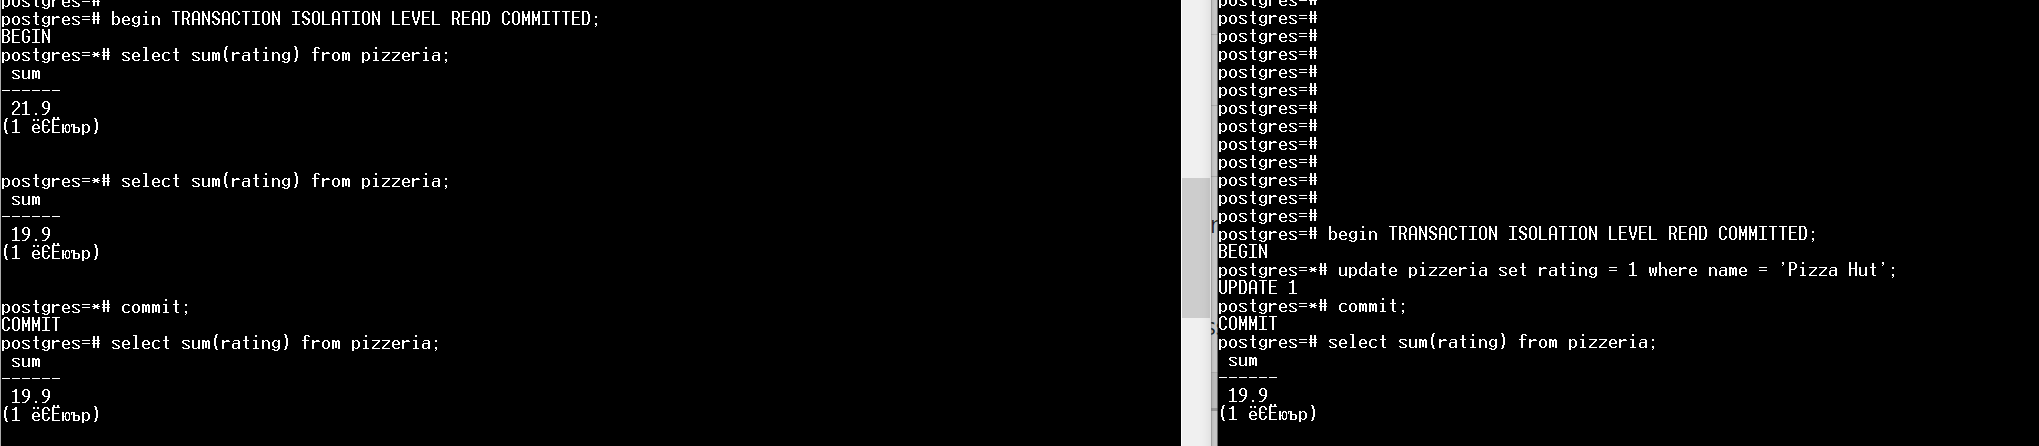 postgres=#
postgres=# begin TRANSACTION ISOLATION LEVEL READ COMMITTED;
BEGIN
postgres=*# select sum(rating) from pizzeria;
sum
------
21.9
(1 ёЄЁюър)
postgres=*# select sum(rating) from pizzeria;
sum
------
19.9
(1 ёЄЁюър)
postgres=*# commit;
COMMIT
postgres=# select sum(rating) from pizzeria;
sum
------
19.9
(1 ёЄЁюър)
postgres=#
postgres=#
postgres=#
postgres=#
postgres=#
postgres=#
postgres=#
postgres=#
postgres=#
postgres=#
postgres=#
postgres=#
postgres=#
postgres=# begin TRANSACTION ISOLATION LEVEL READ COMMITTED;
BEGIN
postgres=*# update pizzeria set rating = 1 where name = 'Pizza Hut';
UPDATE 1
postgres=*# commit;
COMMIT
postgres=# select sum(rating) from pizzeria;
sum
------
19.9
(1 ёЄЁюър)